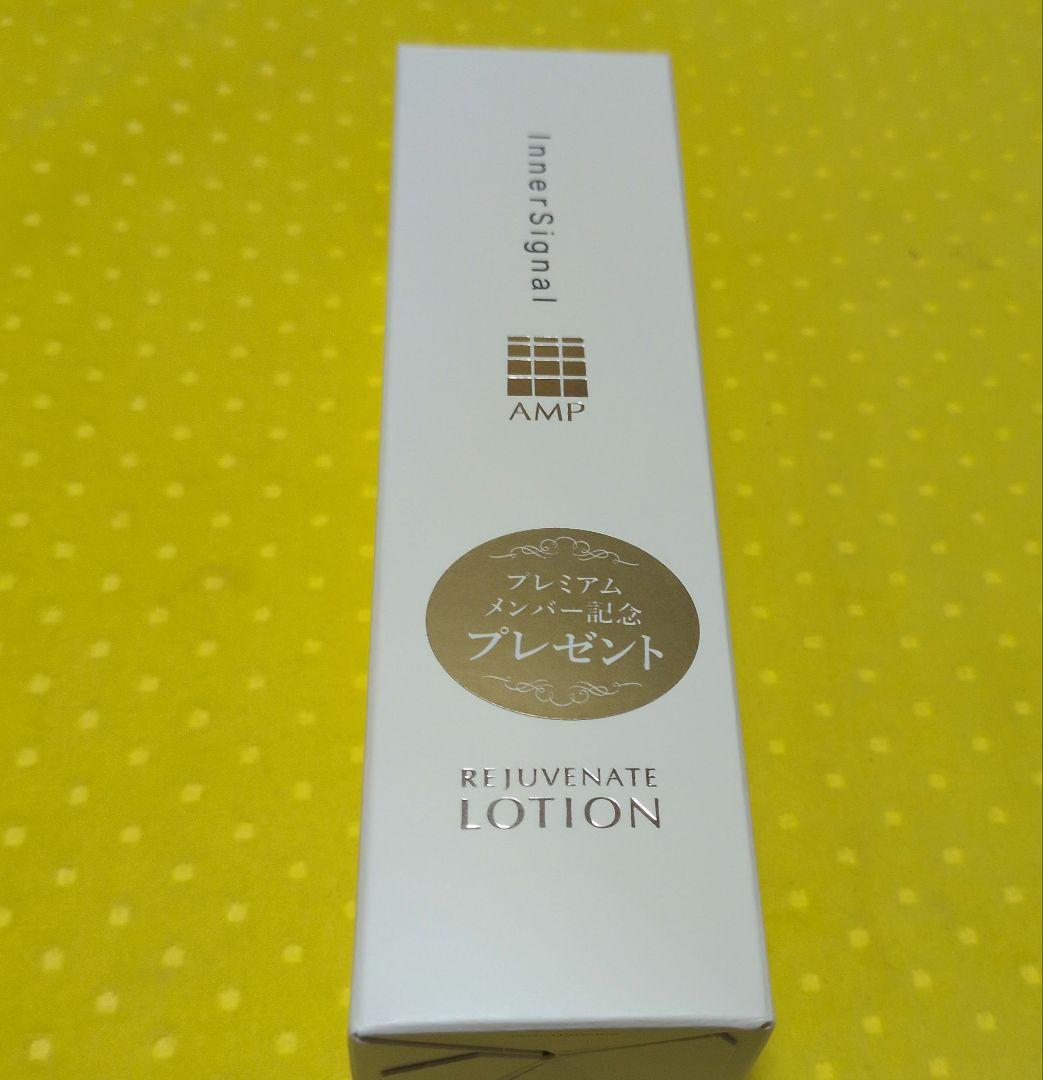 InnerSignal
AMP
プレミアム
メンバー記念
プレゼント
REJUVENATE
LOTION